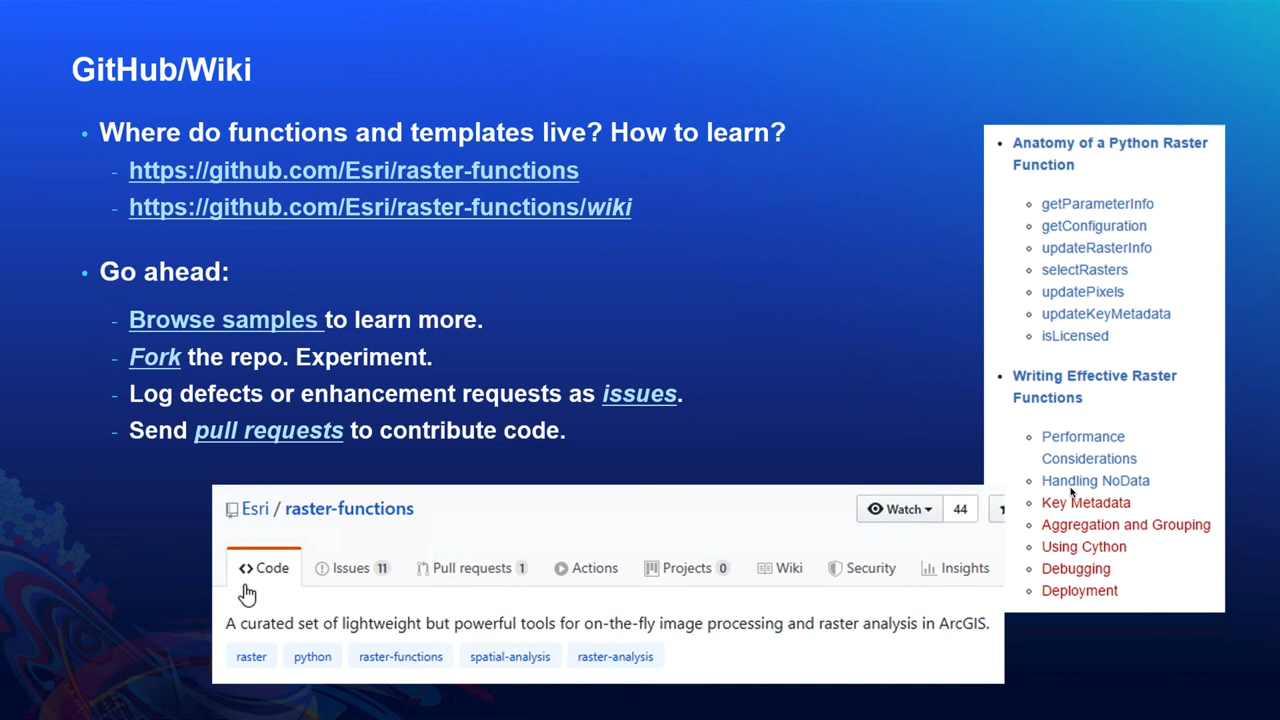 GitHub/Wiki
• Where do functions and templates live? How to learn?
- https://github.com/Esri/raster-functions
- https://github.com/Esri/raster-functions/wiki
• Go ahead:
- Browse samples to learn more.
- Fork the repo. Experiment.
- Log defects or enhancement requests as issues.
- Send pull requests to contribute code.
• Anatomy of a Python Raster
Function
getParameterInfo
getConfiguration
updateRasterInfo
selectRasters
updatePixels
updateKeyMetadata
isLicensed
• Writing Effective Raster
Functions
Performance
Considerations
Handling NoData
Key Metadata
Aggregation and Grouping
Using Cython
Debugging
Deployment
Esri / raster-functions
Watch 44
<> Code Issues 11 Pull requests 1 Actions Projects 0 Wiki Security Insights
A curated set of lightweight but powerful tools for on-the-fly image processing and raster analysis in ArcGIS.
raster python raster-functions spatial-analysis raster-analysis